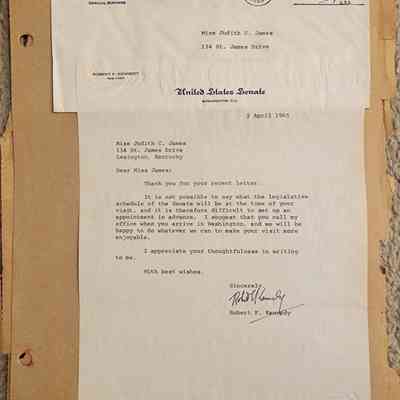 OFFICIAL BUSINESS
Miss Judith C. James
134 St. James Drive
ROBERT F. KENNEDY
NEW YORK
United States Senate
WASHINGTON, D.C.
2 April 1965
Miss Judith C. James
134 St. James Drive
Lexington, Kentucky
Dear Miss James:
Thank you for your recent letter.
It is not possible to say what the legislative
schedule of the Senate will be at the time of your
visit, and it is therefore difficult to set up an
appointment in advance. I suggest that you call my
office when you arrive in Washington, and we will be
happy to do whatever we can to make your visit more
enjoyable.
I appreciate your thoughtfulness in writing
to me.
With best wishes.
Sincerely,
Robert F. Kennedy